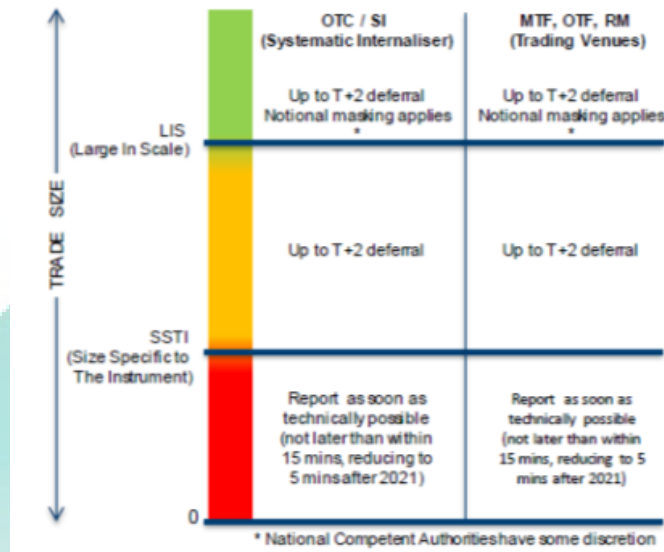 OTC / SI
(Systematic Internaliser)
MTF, OTF, RM
(Trading Venues)
Up to T+2 deferral
Notional masking applies
*
Up to T+2 deferral
Notional masking applies
*
LIS
(Large In Scale)
TRADE SIZE
Up to T+2 deferral
Up to T+2 deferral
SSTI
(Size Specific to
The Instrument)
Report as soon as
technically possible
(not later than within
15 mins, reducing to
5 mins after 2021)
Report as soon as
technically possible
(not later than within
15 mins, reducing to 5
mins after 2021)
0
* National Competent Authorities have some discretion